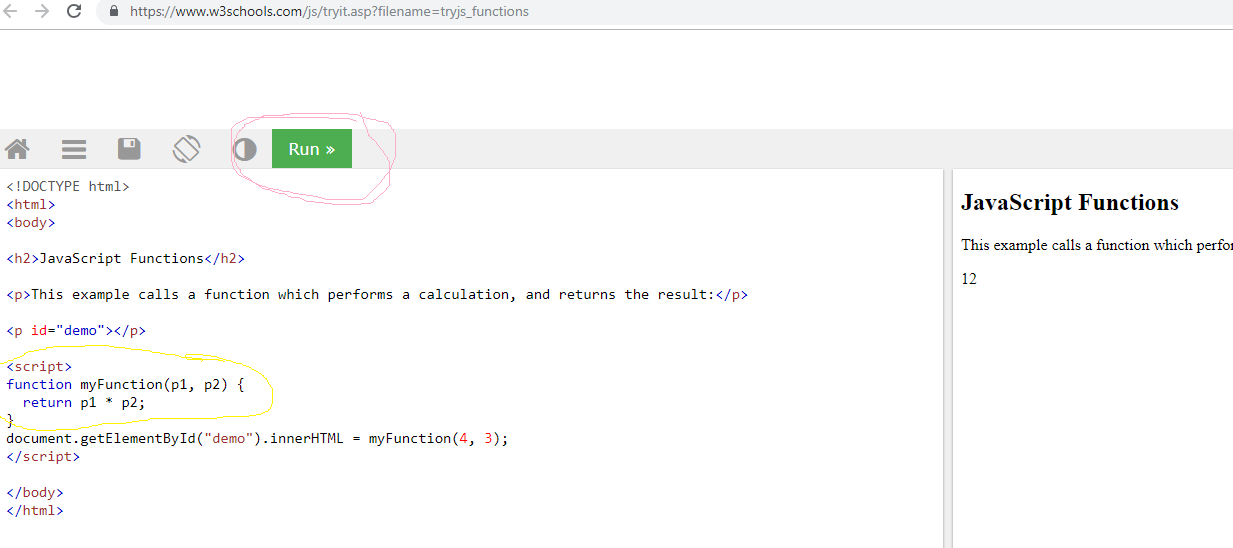 https://www.w3schools.com/js/tryit.asp?filename=tryjs_functions
Run »
<!DOCTYPE html>
<html>
<body>
<h2>JavaScript Functions</h2>
<p>This example calls a function which performs a calculation, and returns the result:</p>
<p id="demo"></p>
<script>
function myFunction(p1, p2) {
  return p1 * p2;
}
document.getElementById("demo").innerHTML = myFunction(4, 3);
</script>
</body>
</html>
JavaScript Functions
This example calls a function which perfor
12